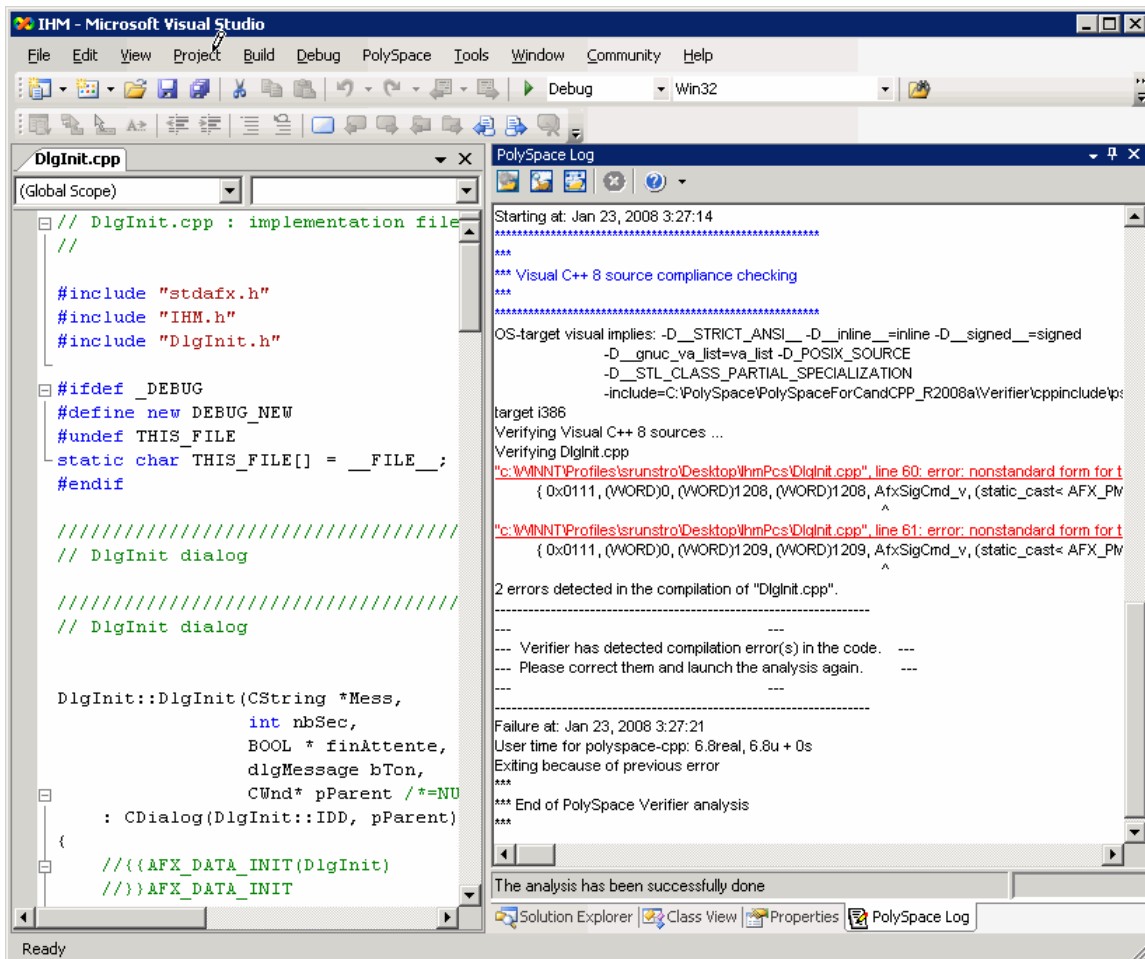 IHM - Microsoft Visual Studio
File Edit View Project Build Debug PolySpace Tools Window Community Help
Debug Win32
DlgInit.cpp
(Global Scope)
// DlgInit.cpp : implementation file
//
#include "stdafx.h"
#include "IHM.h"
#include "DlgInit.h"
#ifdef _DEBUG
#define new DEBUG_NEW
#undef THIS_FILE
static char THIS_FILE[] = __FILE__;
#endif
////////////////////////////////////
// DlgInit dialog
////////////////////////////////////
// DlgInit dialog
DlgInit::DlgInit(CString *Mess,
int nbSec,
BOOL * finAttente,
dlgMessage bTon,
CWnd* pParent /*=NU
: CDialog(DlgInit::IDD, pParent)
{
//{{AFX_DATA_INIT(DlgInit)
//}}AFX_DATA_INIT
PolySpace Log
Starting at: Jan 23, 2008 3:27:14
**********************************************************
***
*** Visual C++ 8 source compliance checking
***
**********************************************************
OS-target visual implies: -D__STRICT_ANSI__ -D__inline__=inline -D__signed__=signed
-D__gnuc_va_list=va_list -D_POSIX_SOURCE
-D__STL_CLASS_PARTIAL_SPECIALIZATION
-include=C:\PolySpace\PolySpaceForCandCPP_R2008a\Verifier\cppinclude\ps
target i386
Verifying Visual C++ 8 sources ...
Verifying DlgInit.cpp
"c:\WINNT\Profiles\srunstro\Desktop\IhmPcs\DlgInit.cpp", line 60: error: nonstandard form for t
{ 0x0111, (WORD)0, (WORD)1208, (WORD)1208, AfxSigCmd_v, (static_cast< AFX_PM
^
"c:\WINNT\Profiles\srunstro\Desktop\IhmPcs\DlgInit.cpp", line 61: error: nonstandard form for t
{ 0x0111, (WORD)0, (WORD)1209, (WORD)1209, AfxSigCmd_v, (static_cast< AFX_PM
^
2 errors detected in the compilation of "DlgInit.cpp".
---------------------------------------------------------------------
--- ---
--- Verifier has detected compilation error(s) in the code. ---
--- Please correct them and launch the analysis again. ---
--- ---
---------------------------------------------------------------------
Failure at: Jan 23, 2008 3:27:21
User time for polyspace-cpp: 6.8real, 6.8u + 0s
Exiting because of previous error
***
*** End of PolySpace Verifier analysis
***
The analysis has been successfully done
Solution Explorer Class View Properties PolySpace Log
Ready